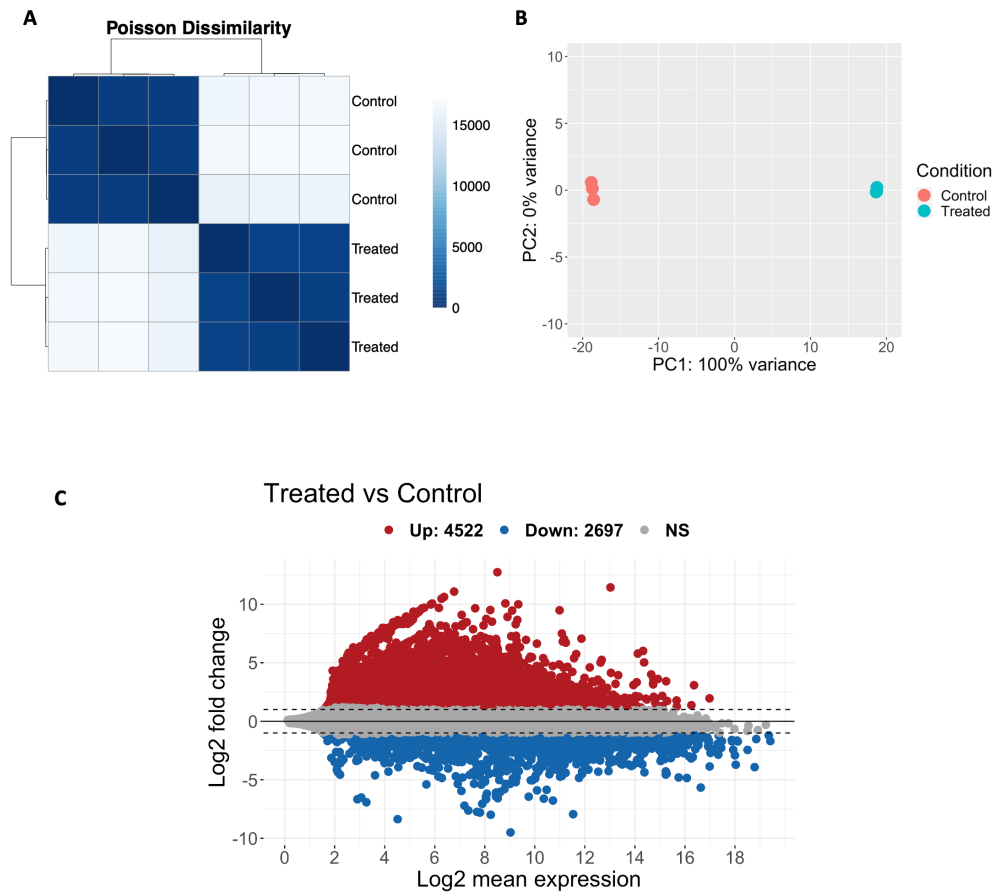 A
Poisson Dissimilarity
Control
Control
Control
Treated
Treated
Treated
15000
10000
5000
0
B
10
5
0
-5
-10
PC2: 0% variance
-20 -10 0 10 20
PC1: 100% variance
Condition
Control
Treated
C
Treated vs Control
Up: 4522 Down: 2697 NS
10
5
0
-5
-10
Log2 fold change
0 2 4 6 8 10 12 14 16 18
Log2 mean expression